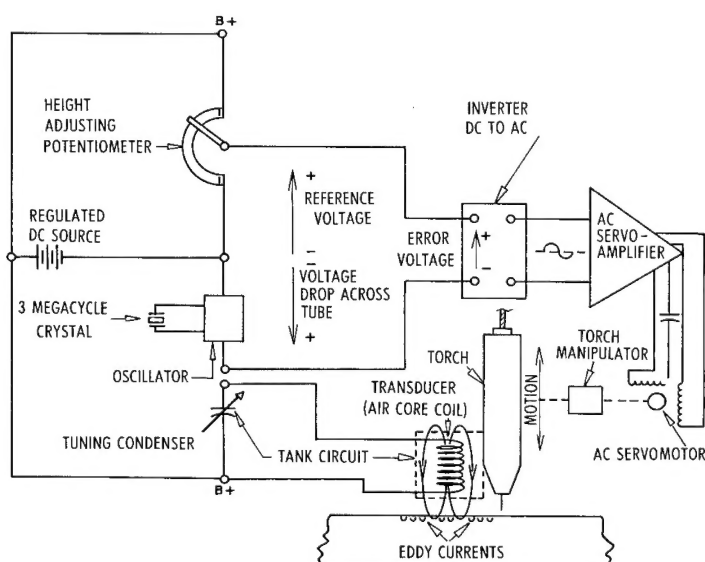 B+
HEIGHT
ADJUSTING
POTENTIOMETER
INVERTER
DC TO AC
+
REFERENCE
VOLTAGE
−
−
VOLTAGE
DROP ACROSS
TUBE
+
REGULATED
DC SOURCE
ERROR
VOLTAGE
+
−
AC
SERVO-
AMPLIFIER
3 MEGACYCLE
CRYSTAL
OSCILLATOR
TORCH
MOTION
TORCH
MANIPULATOR
TRANSDUCER
(AIR CORE COIL)
TUNING CONDENSER
TANK CIRCUIT
AC SERVOMOTOR
B+
EDDY CURRENTS